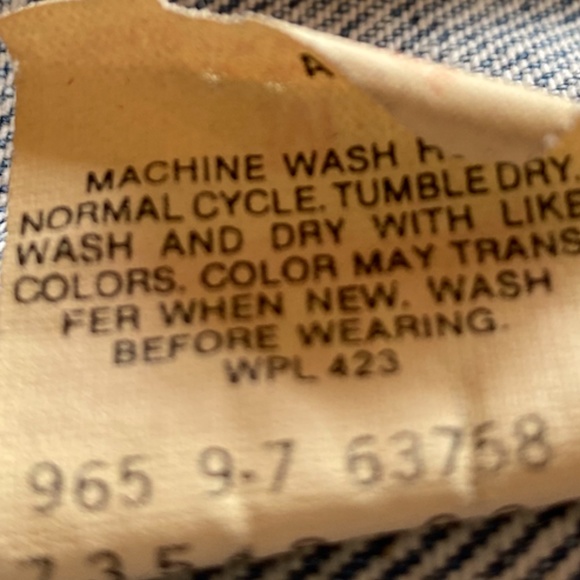 A
MACHINE WASH H
NORMAL CYCLE. TUMBLE DRY.
WASH AND DRY WITH LIKE
COLORS. COLOR MAY TRANS
FER WHEN NEW. WASH
BEFORE WEARING.
WPL 423
965 9-7 63758